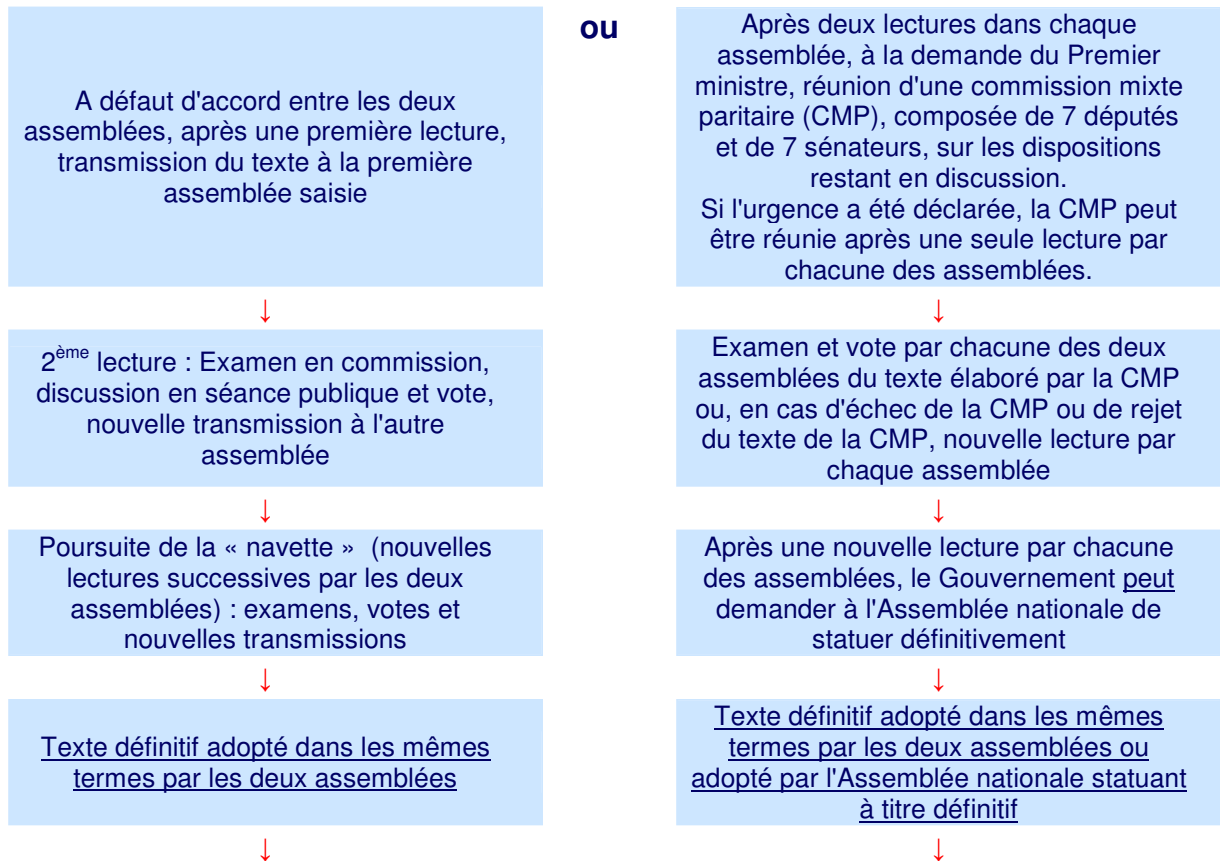 A défaut d'accord entre les deux
assemblées, après une première lecture,
transmission du texte à la première
assemblée saisie
ou
Après deux lectures dans chaque
assemblée, à la demande du Premier
ministre, réunion d'une commission mixte
paritaire (CMP), composée de 7 députés
et de 7 sénateurs, sur les dispositions
restant en discussion.
Si l'urgence a été déclarée, la CMP peut
être réunie après une seule lecture par
chacune des assemblées.
↓
↓
2ème lecture : Examen en commission,
discussion en séance publique et vote,
nouvelle transmission à l'autre
assemblée
Examen et vote par chacune des deux
assemblées du texte élaboré par la CMP
ou, en cas d'échec de la CMP ou de rejet
du texte de la CMP, nouvelle lecture par
chaque assemblée
↓
↓
Poursuite de la « navette » (nouvelles
lectures successives par les deux
assemblées) : examens, votes et
nouvelles transmissions
Après une nouvelle lecture par chacune
des assemblées, le Gouvernement peut
demander à l'Assemblée nationale de
statuer définitivement
↓
↓
Texte définitif adopté dans les mêmes
termes par les deux assemblées
Texte définitif adopté dans les mêmes
termes par les deux assemblées ou
adopté par l'Assemblée nationale statuant
à titre définitif
↓
↓